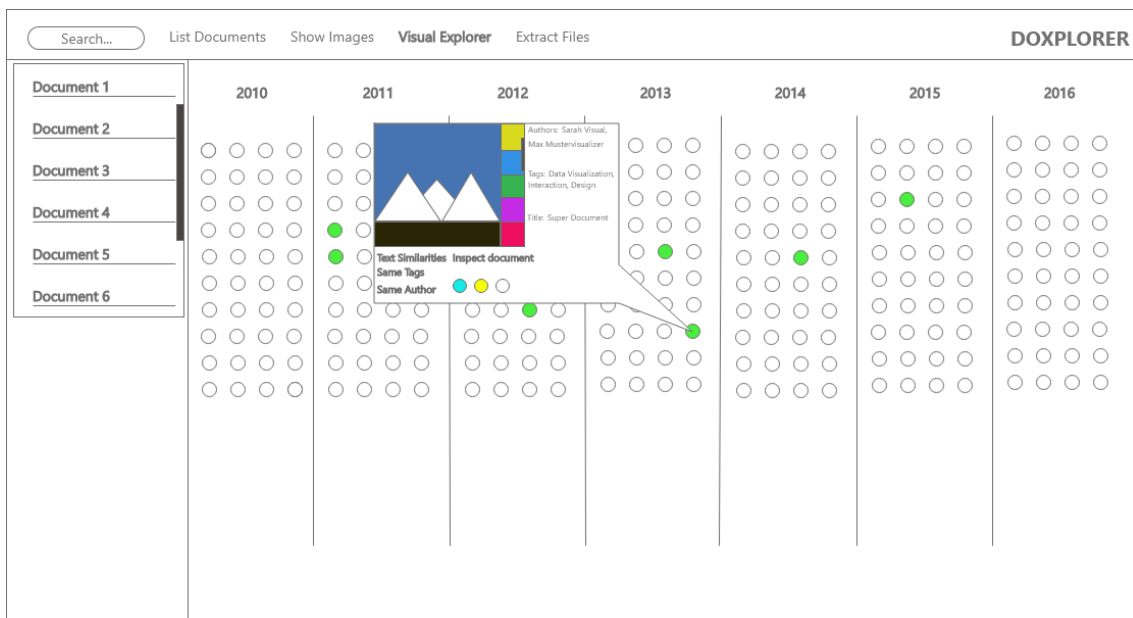 Search...
List Documents
Show Images
Visual Explorer
Extract Files
DOXPLORER
Document 1
Document 2
Document 3
Document 4
Document 5
Document 6
2010
2011
2012
2013
2014
2015
2016
Authors: Sarah Visual,
Max Mustervisualizer
Tags: Data Visualization,
Interaction, Design
Title: Super Document
Text Similarities
Inspect document
Same Tags
Same Author